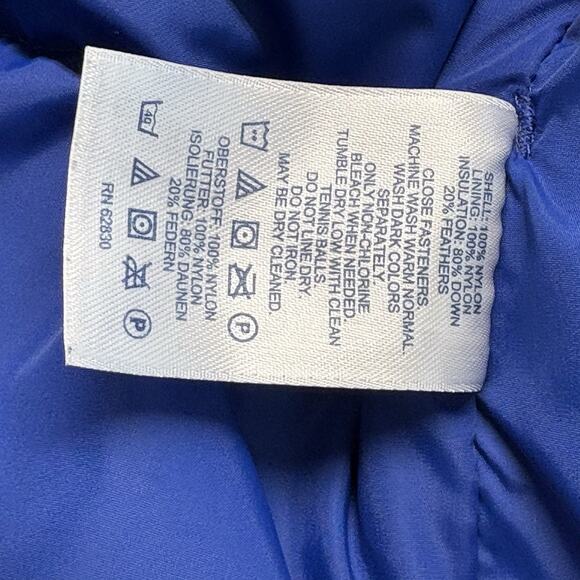 SHELL: 100% NYLON
LINING: 100% NYLON
INSULATION: 80% DOWN
20% FEATHERS
CLOSE FASTENERS
MACHINE WASH WARM NORMAL.
WASH DARK COLORS
SEPARATELY.
ONLY NON-CHLORINE
BLEACH WHEN NEEDED.
TUMBLE DRY LOW WITH CLEAN
TENNIS BALLS
DO NOT LINE DRY.
DO NOT IRON.
MAY BE DRY CLEANED.
P
OBERSTOFF: 100% NYLON
FUTTER: 100% NYLON
ISOLIERUNG: 80% DAUNEN
20% FEDERN
40
P
RN 62830